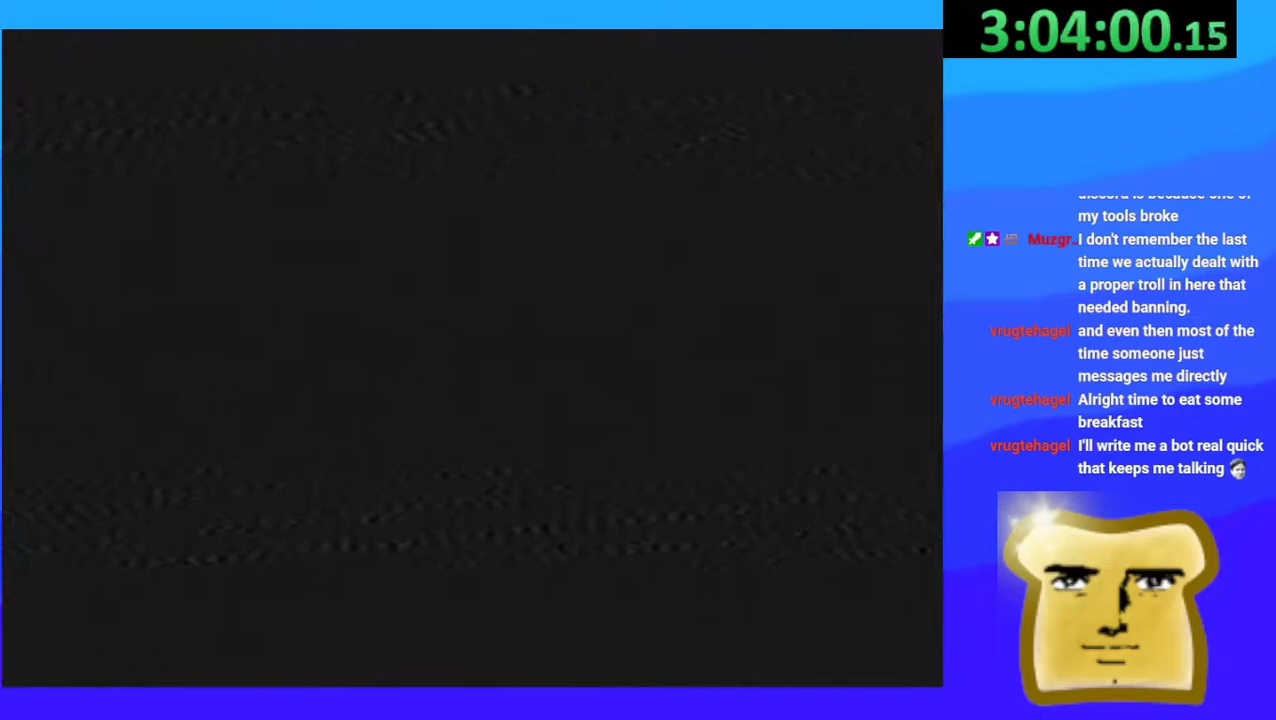 3:04:00.15
my tools broke
Muzgr.. I don't remember the last
time we actually dealt with
a proper troll in here that
needed banning.
vrugtehagel and even then most of the
time someone just
messages me directly
vrugtehagel Alright time to eat some
breakfast
vrugtehagel I'll write me a bot real quick
that keeps me talking